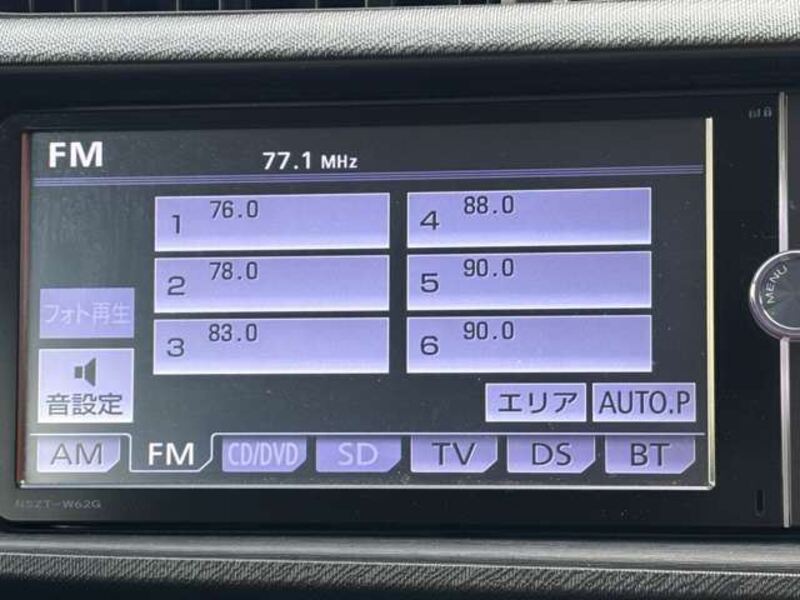 FM
77.1 MHz
1 76.0
4 88.0
2 78.0
5 90.0
3 83.0
6 90.0
フォト再生
音設定
エリア AUTO.P
AM FM CD/DVD SD TV DS BT
NSZT-W62G
MENU